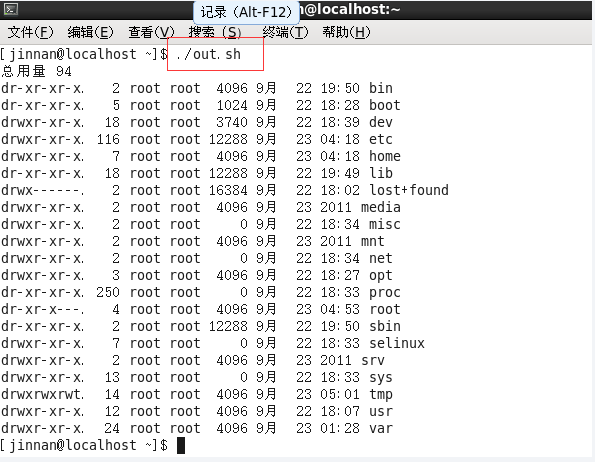 记录（Alt-F12）
n@localhost:~
文件(F) 编辑(E) 查看(V) 搜索(S) 终端(T) 帮助(H)
[jinnan@localhost ~]$ ./out.sh
总用量 94
dr-xr-xr-x. 2 root root 4096 9月 22 19:50 bin
dr-xr-xr-x. 5 root root 1024 9月 22 18:28 boot
drwxr-xr-x. 18 root root 3740 9月 22 18:39 dev
drwxr-xr-x. 116 root root 12288 9月 23 04:18 etc
drwxr-xr-x. 7 root root 4096 9月 23 04:18 home
dr-xr-xr-x. 18 root root 12288 9月 22 19:49 lib
drwx------. 2 root root 16384 9月 22 18:02 lost+found
drwxr-xr-x. 2 root root 4096 9月 23 2011 media
drwxr-xr-x. 2 root root 0 9月 22 18:34 misc
drwxr-xr-x. 2 root root 4096 9月 23 2011 mnt
drwxr-xr-x. 2 root root 0 9月 22 18:34 net
drwxr-xr-x. 3 root root 4096 9月 22 18:27 opt
dr-xr-xr-x. 250 root root 0 9月 22 18:33 proc
dr-xr-x---. 4 root root 4096 9月 23 04:53 root
dr-xr-xr-x. 2 root root 12288 9月 22 19:50 sbin
drwxr-xr-x. 7 root root 0 9月 22 18:33 selinux
drwxr-xr-x. 2 root root 4096 9月 23 2011 srv
drwxr-xr-x. 13 root root 0 9月 22 18:33 sys
drwxrwxrwt. 14 root root 4096 9月 23 05:01 tmp
drwxr-xr-x. 12 root root 4096 9月 22 18:07 usr
drwxr-xr-x. 24 root root 4096 9月 23 01:28 var
[jinnan@localhost ~]$